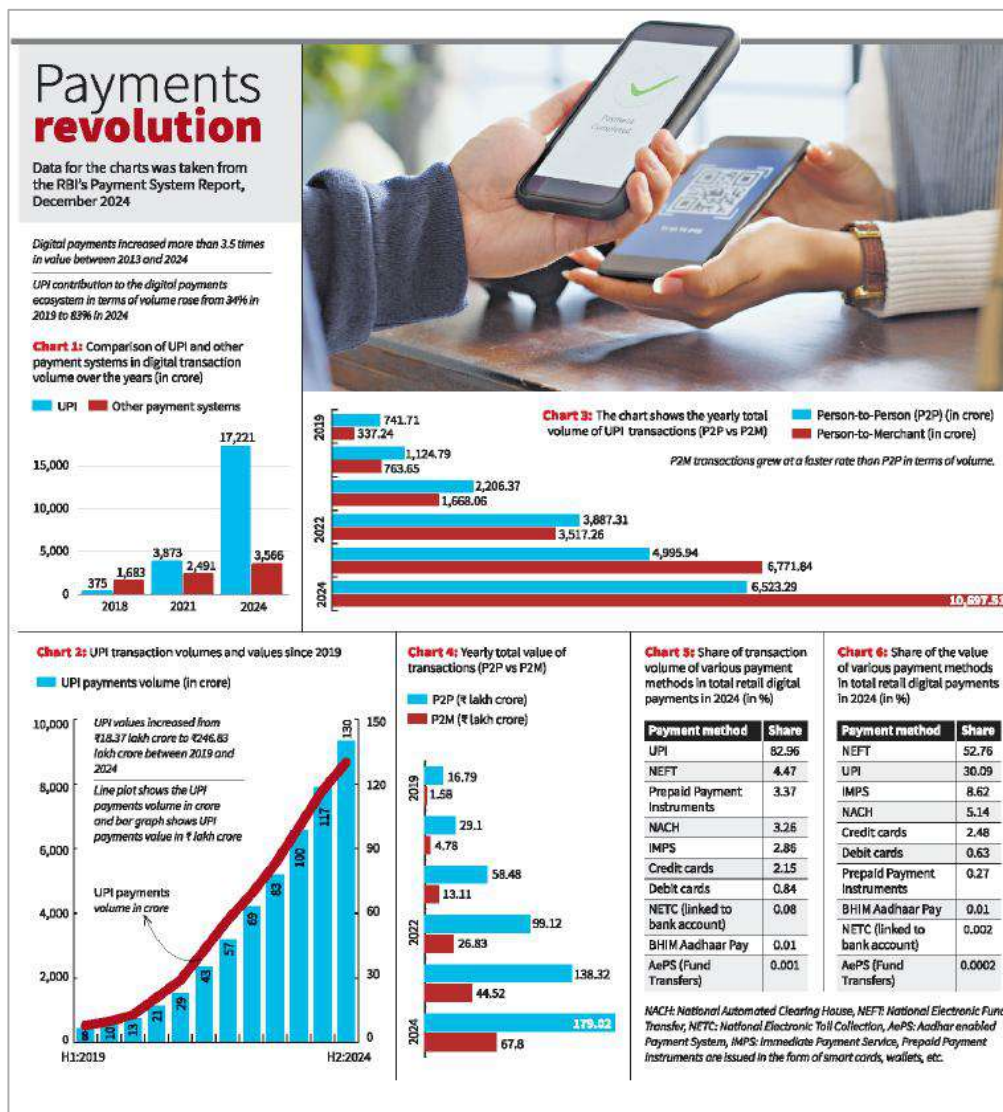 Payments
revolution
Data for the charts was taken from
the RBI's Payment System Report,
December 2024
Digital payments increased more than 3.5 times
in value between 2013 and 2024
UPI contribution to the digital payments
ecosystem in terms of volume rose from 34% in
2019 to 83% in 2024
Payment
Completed
Chart 1: Comparison of UPI and other
payment systems in digital transaction
volume over the years (in crore)
UPI Other payment systems
17,221
15,000
10,000
5,000
0
375
1,683
3,873
2,491
3,566
2018 2021 2024
Chart 3: The chart shows the yearly total
volume of UPI transactions (P2P vs P2M)
Person-to-Person (P2P) (in crore)
Person-to-Merchant (in crore)
P2M transactions grew at a faster rate than P2P in terms of volume.
2019
741.71
337.24
1,124.79
763.65
2,206.37
1,668.06
2022
3,887.31
3,517.26
4,995.94
6,771.84
2024
6,523.29
Chart 2: UPI transaction volumes and values since 2019
UPI payments volume (in crore)
UPI values increased from
₹18.37 lakh crore to ₹246.83
lakh crore between 2019 and
2024
Line plot shows the UPI
payments volume in crore
and bar graph shows UPI
payments value in ₹ lakh crore
UPI payments
volume in crore
10,000
8,000
6,000
4,000
2,000
0
150
120
90
60
30
0
8
10
13
21
29
43
57
69
83
100
117
130
H1:2019 H2:2024
Chart 4: Yearly total value of
transactions (P2P vs P2M)
P2P (₹ lakh crore)
P2M (₹ lakh crore)
2019
16.79
1.58
29.1
4.78
58.48
13.11
2022
99.12
26.83
138.32
44.52
2024
179.02
67.8
Chart 5: Share of transaction
volume of various payment
methods in total retail digital
payments in 2024 (in %)
Payment method Share
UPI 82.96
NEFT 4.47
Prepaid Payment 3.37
Instruments
NACH 3.26
IMPS 2.86
Credit cards 2.15
Debit cards 0.84
NETC (linked to 0.08
bank account)
BHIM Aadhaar Pay 0.01
AePS (Fund 0.001
Transfers)
Chart 6: Share of the value
of various payment methods
in total retail digital payments
in 2024 (in %)
Payment method Share
NEFT 52.76
UPI 30.09
IMPS 8.62
NACH 5.14
Credit cards 2.48
Debit cards 0.63
Prepaid Payment 0.27
Instruments
BHIM Aadhaar Pay 0.01
NETC (linked to 0.002
bank account)
AePS (Fund 0.0002
Transfers)
NACH: National Automated Clearing House, NEFT: National Electronic Fund
Transfer, NETC: National Electronic Toll Collection, AePS: Aadhar enabled
Payment System, IMPS: Immediate Payment Service, Prepaid Payment
Instruments are issued in the form of smart cards, wallets, etc.